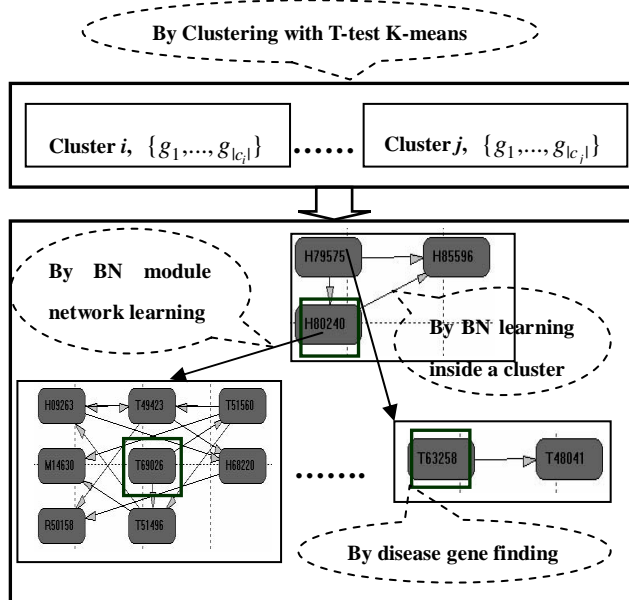 By Clustering with T-test K-means
Cluster i, {g1,...,g|ci|}
......
Cluster j, {g1,...,g|cj|}
By BN module
network learning
H79575
H85596
H80240
By BN learning
inside a cluster
H09263
T49423
T51560
M14630
T69026
H68220
R50158
T51496
.......
T63258
T48041
By disease gene finding